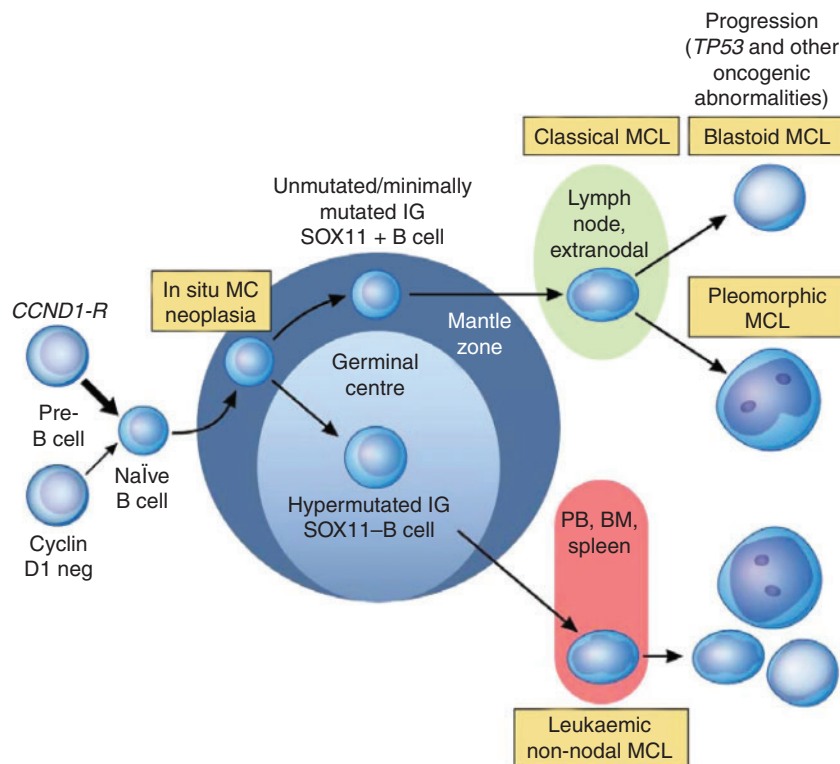 Progression
(TP53 and other
oncogenic
abnormalities)
Classical MCL
Blastoid MCL
Unmutated/minimally
mutated IG
SOX11 + B cell
Lymph
node,
extranodal
In situ MC
neoplasia
CCND1-R
Mantle
zone
Pleomorphic
MCL
Germinal
centre
Pre-
B cell
NaÏve
B cell
Hypermutated IG
SOX11–B cell
Cyclin
D1 neg
PB, BM,
spleen
Leukaemic
non-nodal MCL